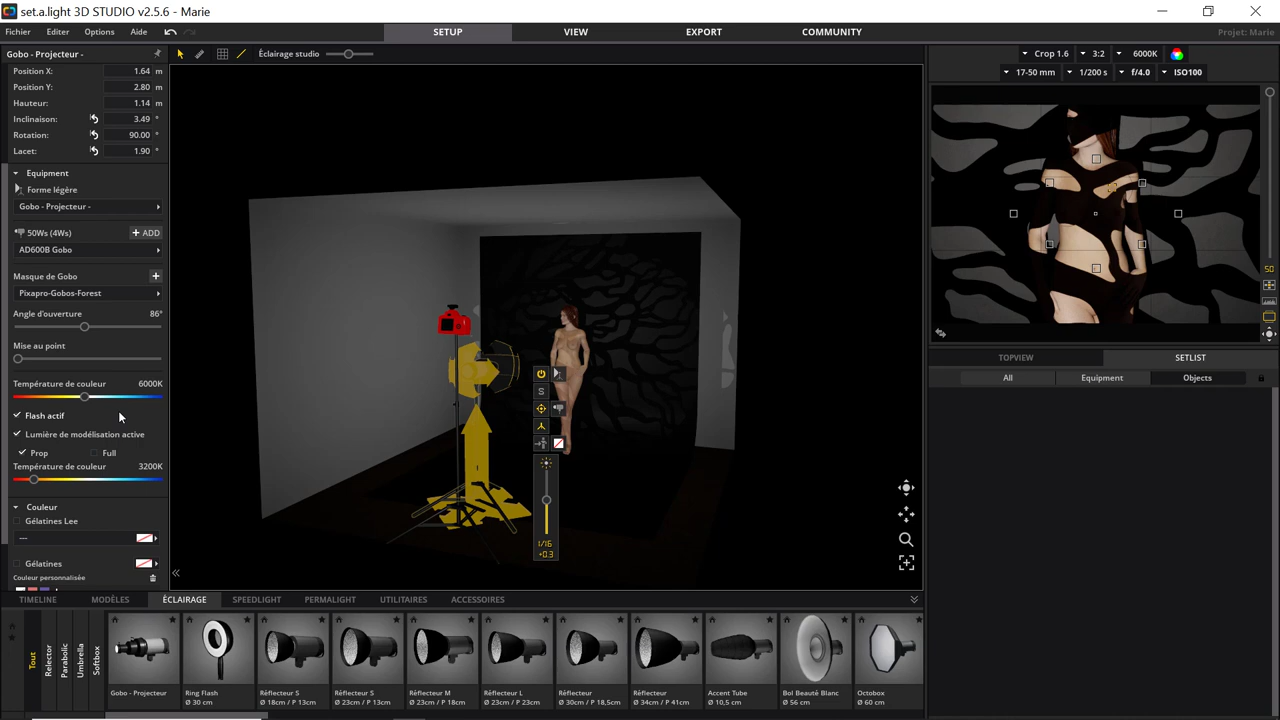 set.a.light 3D STUDIO v2.5.6 - Marie
Fichier Editer Options Aide
SETUP VIEW EXPORT COMMUNITY
Projet: Marie
Gobo - Projecteur -
Éclairage studio
Crop 1.6 3:2 6000K
17-50 mm 1/200 s f/4.0 ISO100
Position X: 1.64 m
Position Y: 2.80 m
Hauteur: 1.14 m
Inclinaison: 3.49 °
Rotation: 90.00 °
Lacet: 1.90 °
Equipment
Forme légère
Gobo - Projecteur -
50Ws (4Ws) + ADD
AD600B Gobo
Masque de Gobo +
Pixapro-Gobos-Forest
Angle d'ouverture 86°
Mise au point
Température de couleur 6000K
Flash actif
Lumière de modélisation active
Prop Full
Température de couleur 3200K
Couleur
Gélatines Lee
---
Gélatines
Couleur personnalisée
S
1/16
+0.3
50
TOPVIEW SETLIST
All Equipment Objects
TIMELINE MODÈLES ÉCLAIRAGE SPEEDLIGHT PERMALIGHT UTILITAIRES ACCESSOIRES
Tout
Relector
Parabolic
Umbrella
Softbox
Gobo - Projecteur
Ring Flash
Ø 30 cm
Réflecteur S
Ø 18cm / P 13cm
Réflecteur S
Ø 23cm / P 13cm
Réflecteur M
Ø 23cm / P 18cm
Réflecteur L
Ø 23cm / P 23cm
Réflecteur
Ø 30cm / P 18,5cm
Réflecteur
Ø 34cm / P 41cm
Accent Tube
Ø 10,5 cm
Bol Beauté Blanc
Ø 56 cm
Octobox
Ø 60 cm